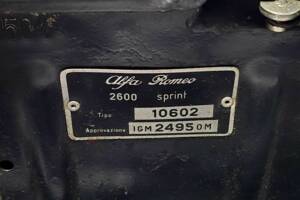 Alfa Romeo
2600 sprint
Tipo 10602
Approvazione IGM 2495 OM